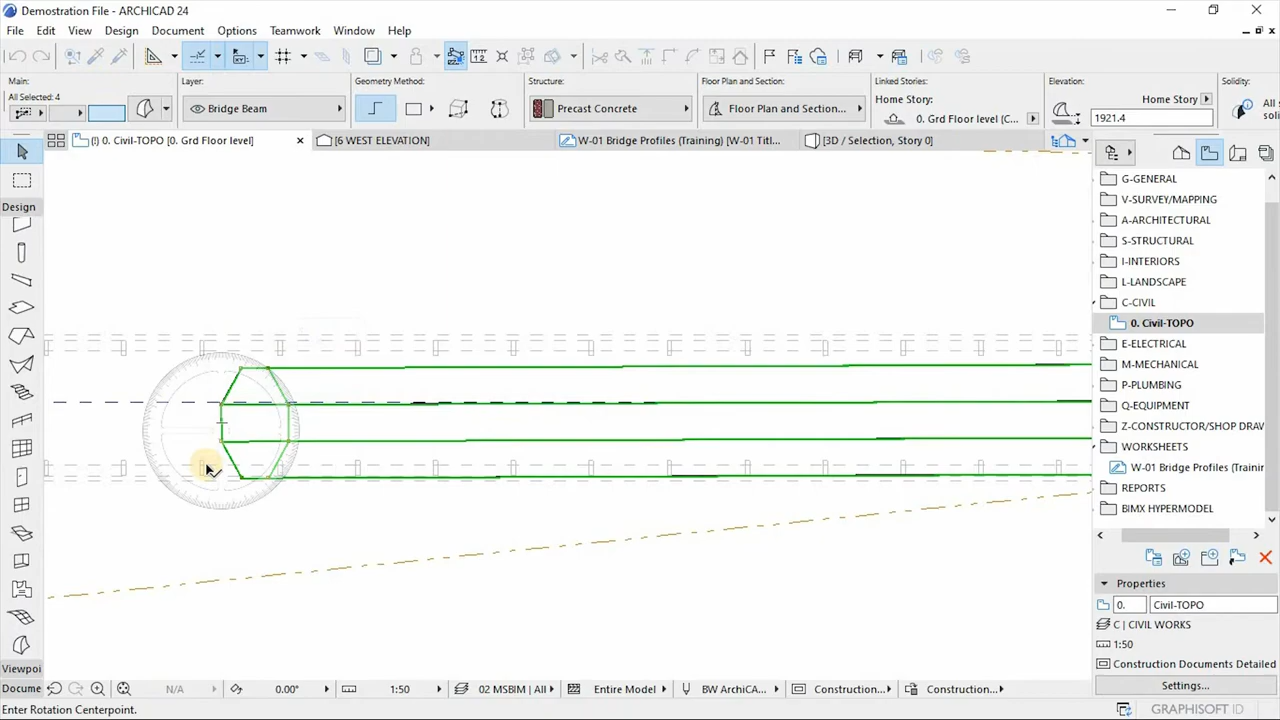 Demostration File - ARCHICAD 24
File Edit View Design Document Options Teamwork Window Help
Main:
All Selected: 4
Layer:
Bridge Beam
Geometry Method:
Structure:
Precast Concrete
Floor Plan and Section:
Floor Plan and Section...
Linked Stories:
Home Story:
0. Grd Floor level (C...
Elevation:
Home Story
1921.4
Solidity:
All s
soli
(!) 0. Civil-TOPO [0. Grd Floor level]
[6 WEST ELEVATION]
W-01 Bridge Profiles (Training) [W-01 Titl...
[3D / Selection, Story 0]
Design
G-GENERAL
V-SURVEY/MAPPING
A-ARCHITECTURAL
S-STRUCTURAL
I-INTERIORS
L-LANDSCAPE
C-CIVIL
0. Civil-TOPO
E-ELECTRICAL
M-MECHANICAL
P-PLUMBING
Q-EQUIPMENT
Z-CONSTRUCTOR/SHOP DRAW
WORKSHEETS
W-01 Bridge Profiles (Trainin
REPORTS
BIMX HYPERMODEL
Properties
0. Civil-TOPO
C | CIVIL WORKS
1:50
Construction Documents Detailed
Settings...
Viewpoi
Docume
N/A
0.00°
1:50
02 MSBIM | All
Entire Model
BW ArchiCA...
Construction...
Construction...
Enter Rotation Centerpoint.
GRAPHISOFT ID